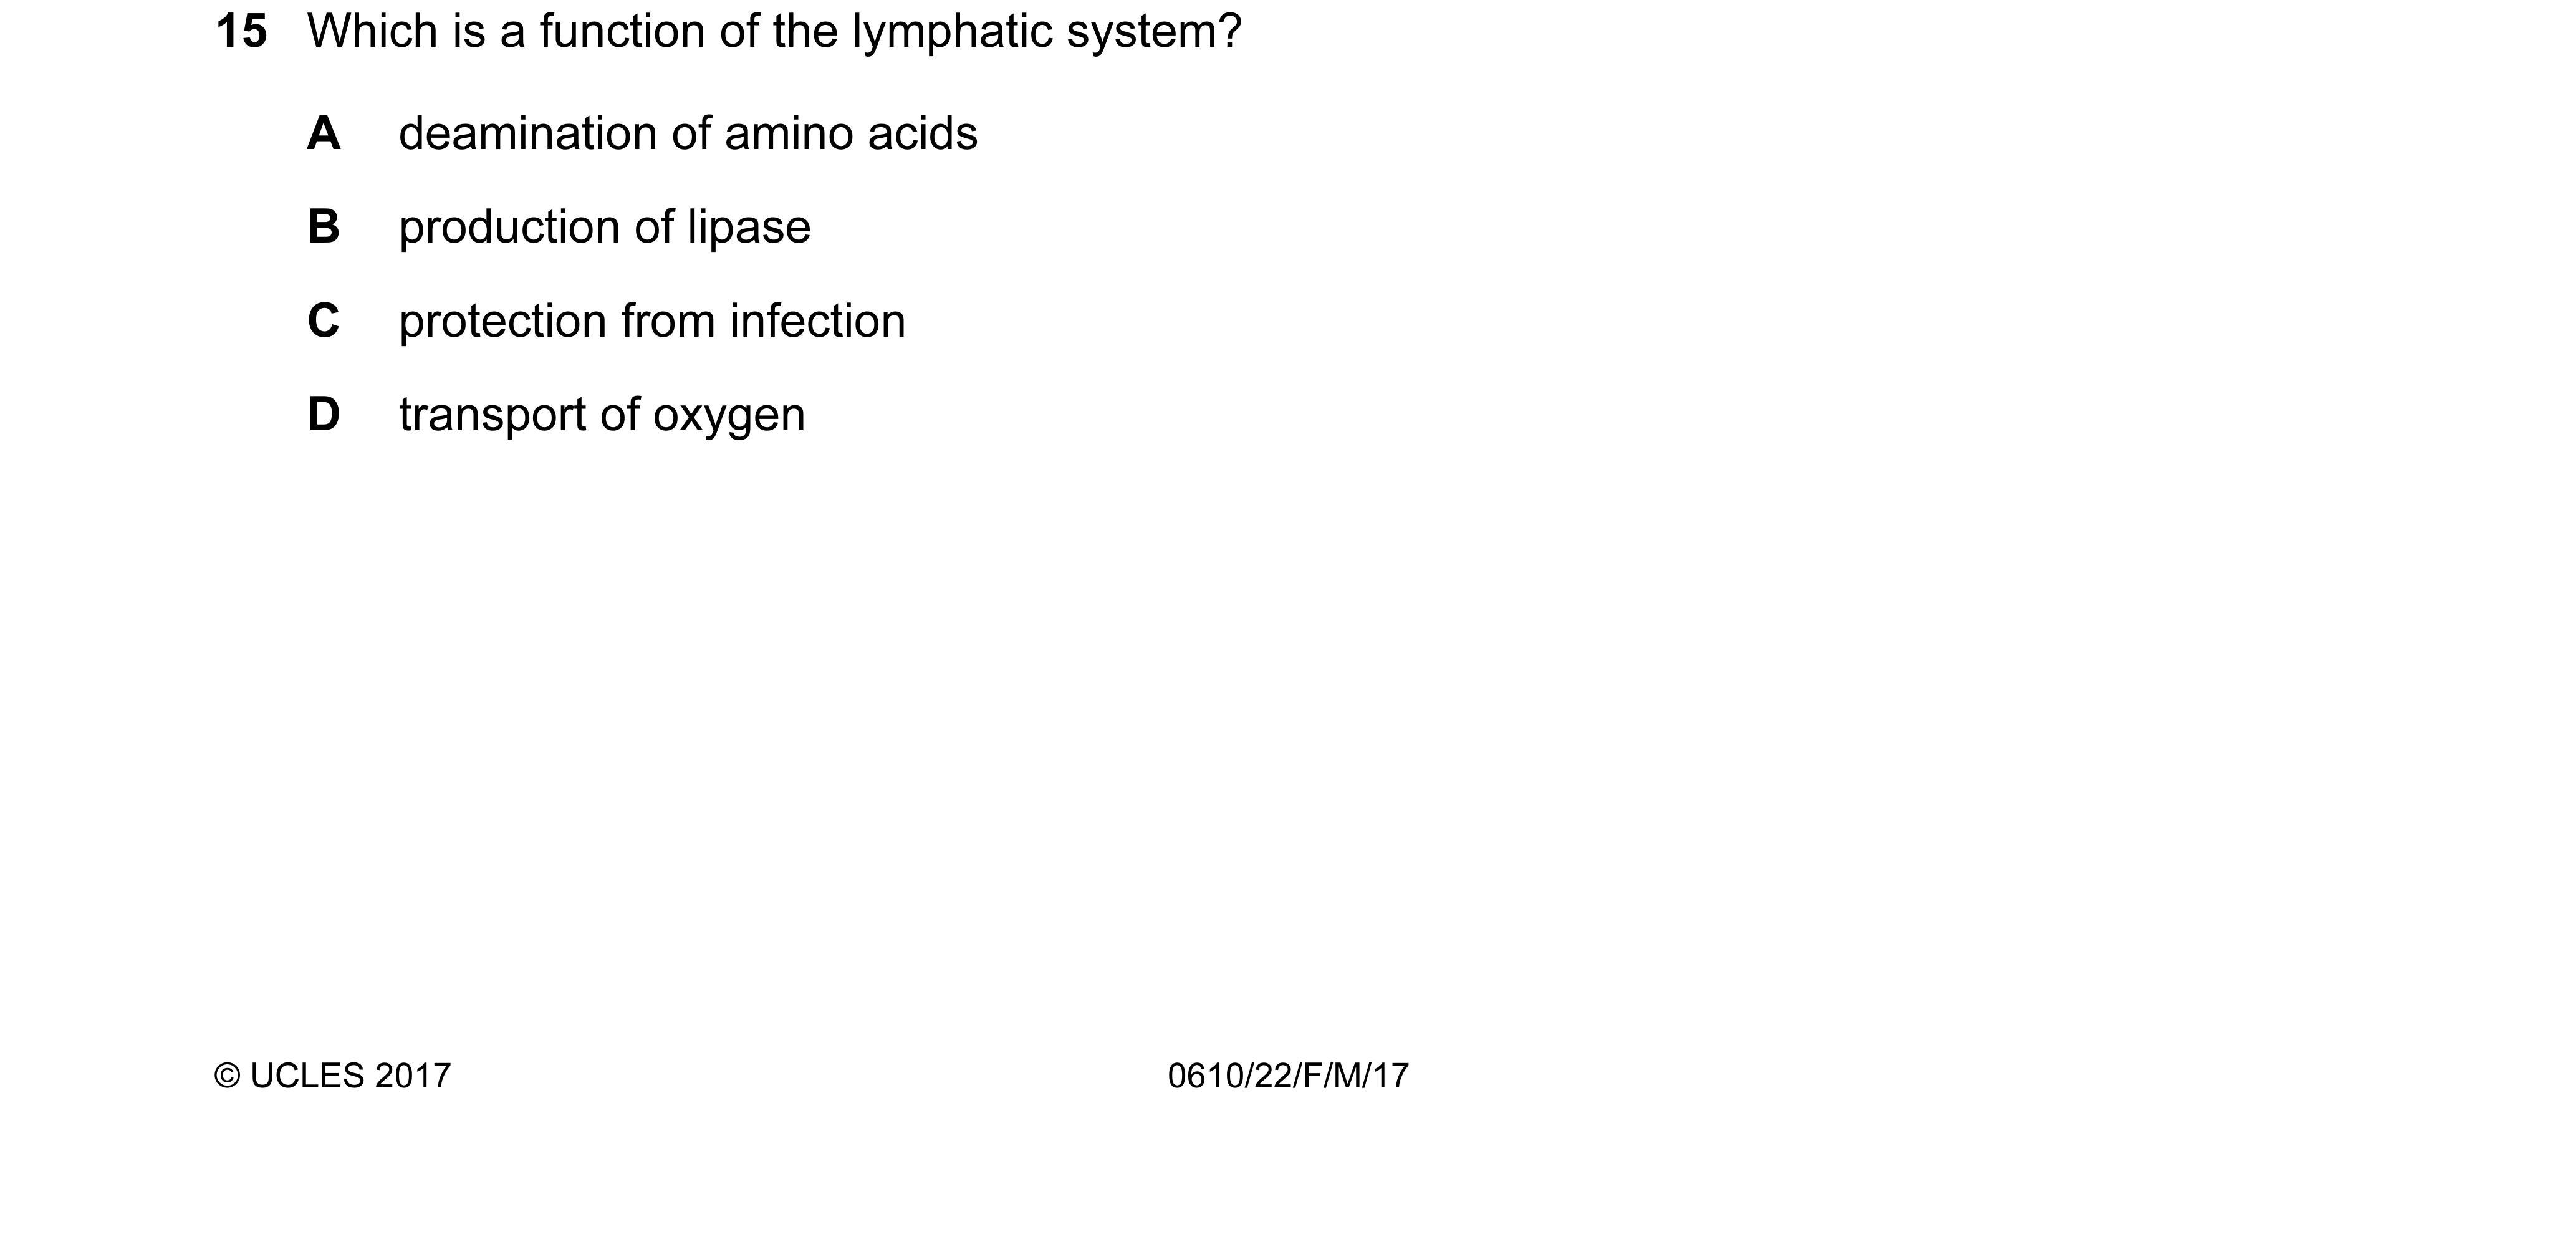 15 Which is a function of the lymphatic system?
A deamination of amino acids
B production of lipase
C protection from infection
D transport of oxygen
© UCLES 2017 0610/22/F/M/17